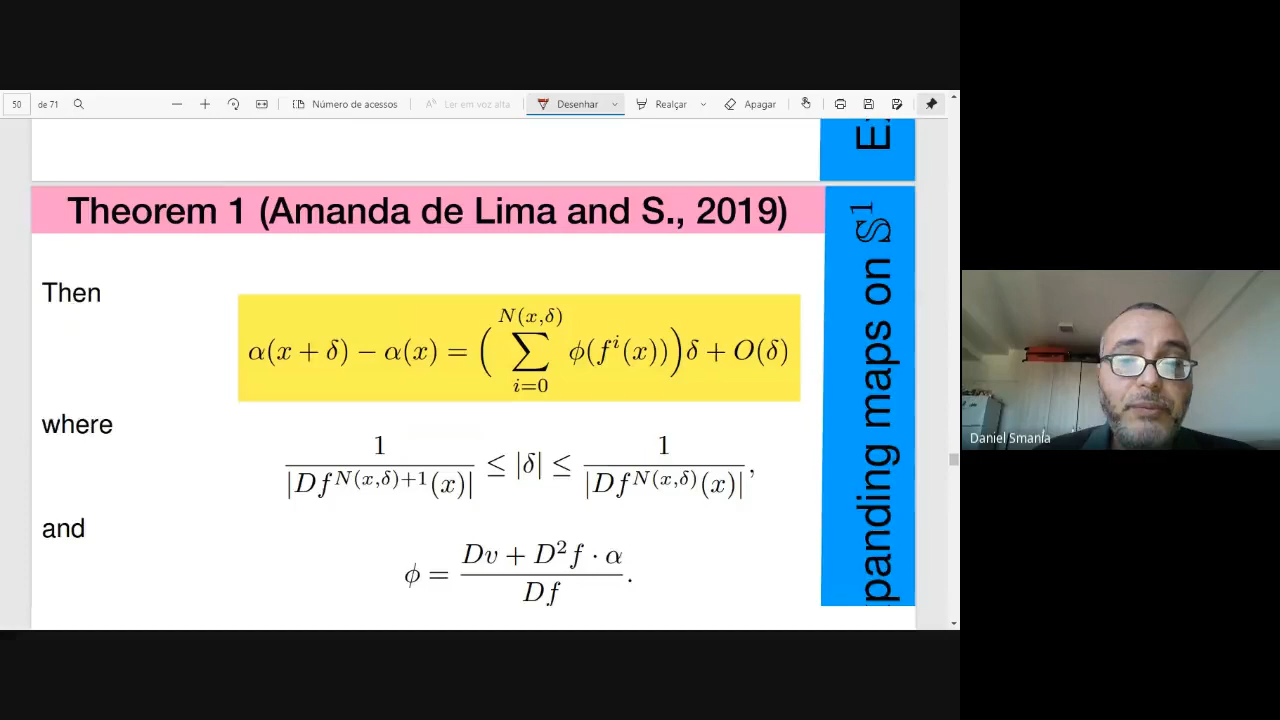 50 de 71 Número de acessos Ler em voz alta Desenhar Realçar Apagar
Theorem 1 (Amanda de Lima and S., 2019)
Then
α(x + δ) − α(x) = ( ∑_{i=0}^{N(x,δ)} φ(f^i(x)) ) δ + O(δ)
where
1 / |Df^{N(x,δ)+1}(x)| ≤ |δ| ≤ 1 / |Df^{N(x,δ)}(x)|,
and
ϕ = (Dv + D²f · α) / Df.
panding maps on 𝕊¹
Daniel Smania